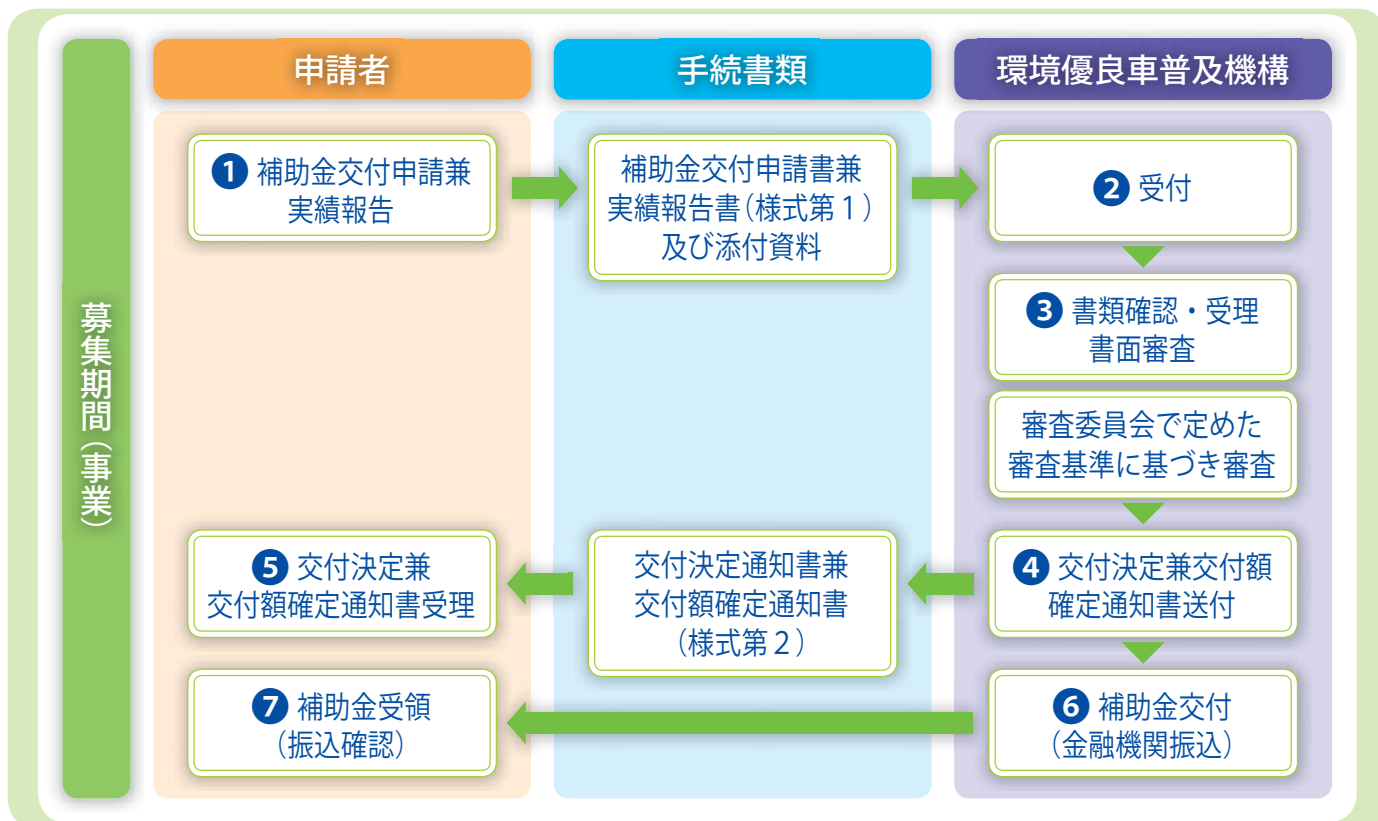 募集期間(事業)
申請者
手続書類
環境優良車普及機構
❶ 補助金交付申請兼
実績報告
補助金交付申請書兼
実績報告書(様式第1)
及び添付資料
❷ 受付
❸ 書類確認・受理
書面審査
審査委員会で定めた
審査基準に基づき審査
❹ 交付決定兼交付額
確定通知書送付
交付決定通知書兼
交付額確定通知書
(様式第2)
❺ 交付決定兼
交付額確定通知書受理
❻ 補助金交付
(金融機関振込)
❼ 補助金受領
(振込確認)